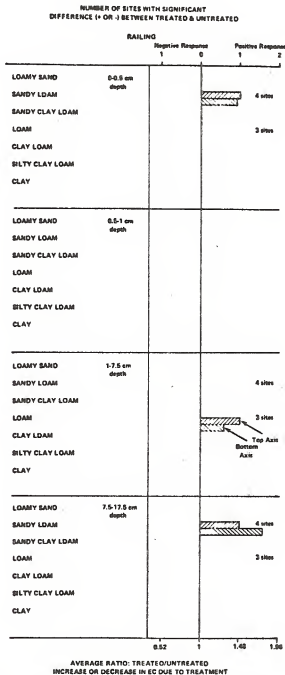 NUMBER OF SITES WITH SIGNIFICANT
DIFFERENCE (+ OR -) BETWEEN TREATED & UNTREATED
RAILING
Negative Response Positive Response
1 0 1 2
LOAMY SAND 0-0.5 cm
depth
SANDY LOAM 4 sites
SANDY CLAY LOAM
LOAM 3 sites
CLAY LOAM
SILTY CLAY LOAM
CLAY
LOAMY SAND 0.5-1 cm
depth
SANDY LOAM
SANDY CLAY LOAM
LOAM
CLAY LOAM
SILTY CLAY LOAM
CLAY
LOAMY SAND 1-7.5 cm
depth
SANDY LOAM 4 sites
SANDY CLAY LOAM
LOAM 3 sites
Top Axis
CLAY LOAM
Bottom
Axis
SILTY CLAY LOAM
CLAY
LOAMY SAND 7.5-17.5 cm
depth
SANDY LOAM 4 sites
SANDY CLAY LOAM
LOAM 3 sites
CLAY LOAM
SILTY CLAY LOAM
CLAY
0.52 1 1.48 1.96
AVERAGE RATIO: TREATED/UNTREATED
INCREASE OR DECREASE IN EC DUE TO TREATMENT